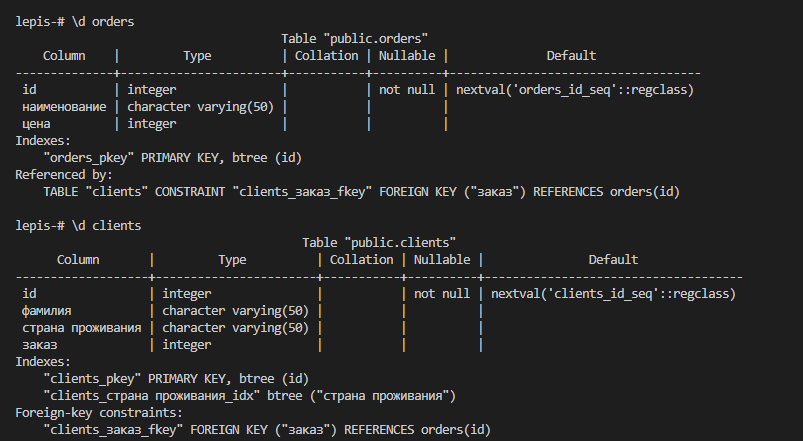 lepis-# \d orders
                                      Table "public.orders"
    Column    |         Type          | Collation | Nullable |              Default
--------------+-----------------------+-----------+----------+------------------------------------
 id           | integer               |           | not null | nextval('orders_id_seq'::regclass)
 наименование | character varying(50) |           |          |
 цена         | integer               |           |          |
Indexes:
    "orders_pkey" PRIMARY KEY, btree (id)
Referenced by:
    TABLE "clients" CONSTRAINT "clients_заказ_fkey" FOREIGN KEY ("заказ") REFERENCES orders(id)
lepis-# \d clients
                                         Table "public.clients"
      Column       |         Type          | Collation | Nullable |               Default
-------------------+-----------------------+-----------+----------+-------------------------------------
 id                | integer               |           | not null | nextval('clients_id_seq'::regclass)
 фамилия           | character varying(50) |           |          |
 страна проживания | character varying(50) |           |          |
 заказ             | integer               |           |          |
Indexes:
    "clients_pkey" PRIMARY KEY, btree (id)
    "clients_страна проживания_idx" btree ("страна проживания")
Foreign-key constraints:
    "clients_заказ_fkey" FOREIGN KEY ("заказ") REFERENCES orders(id)